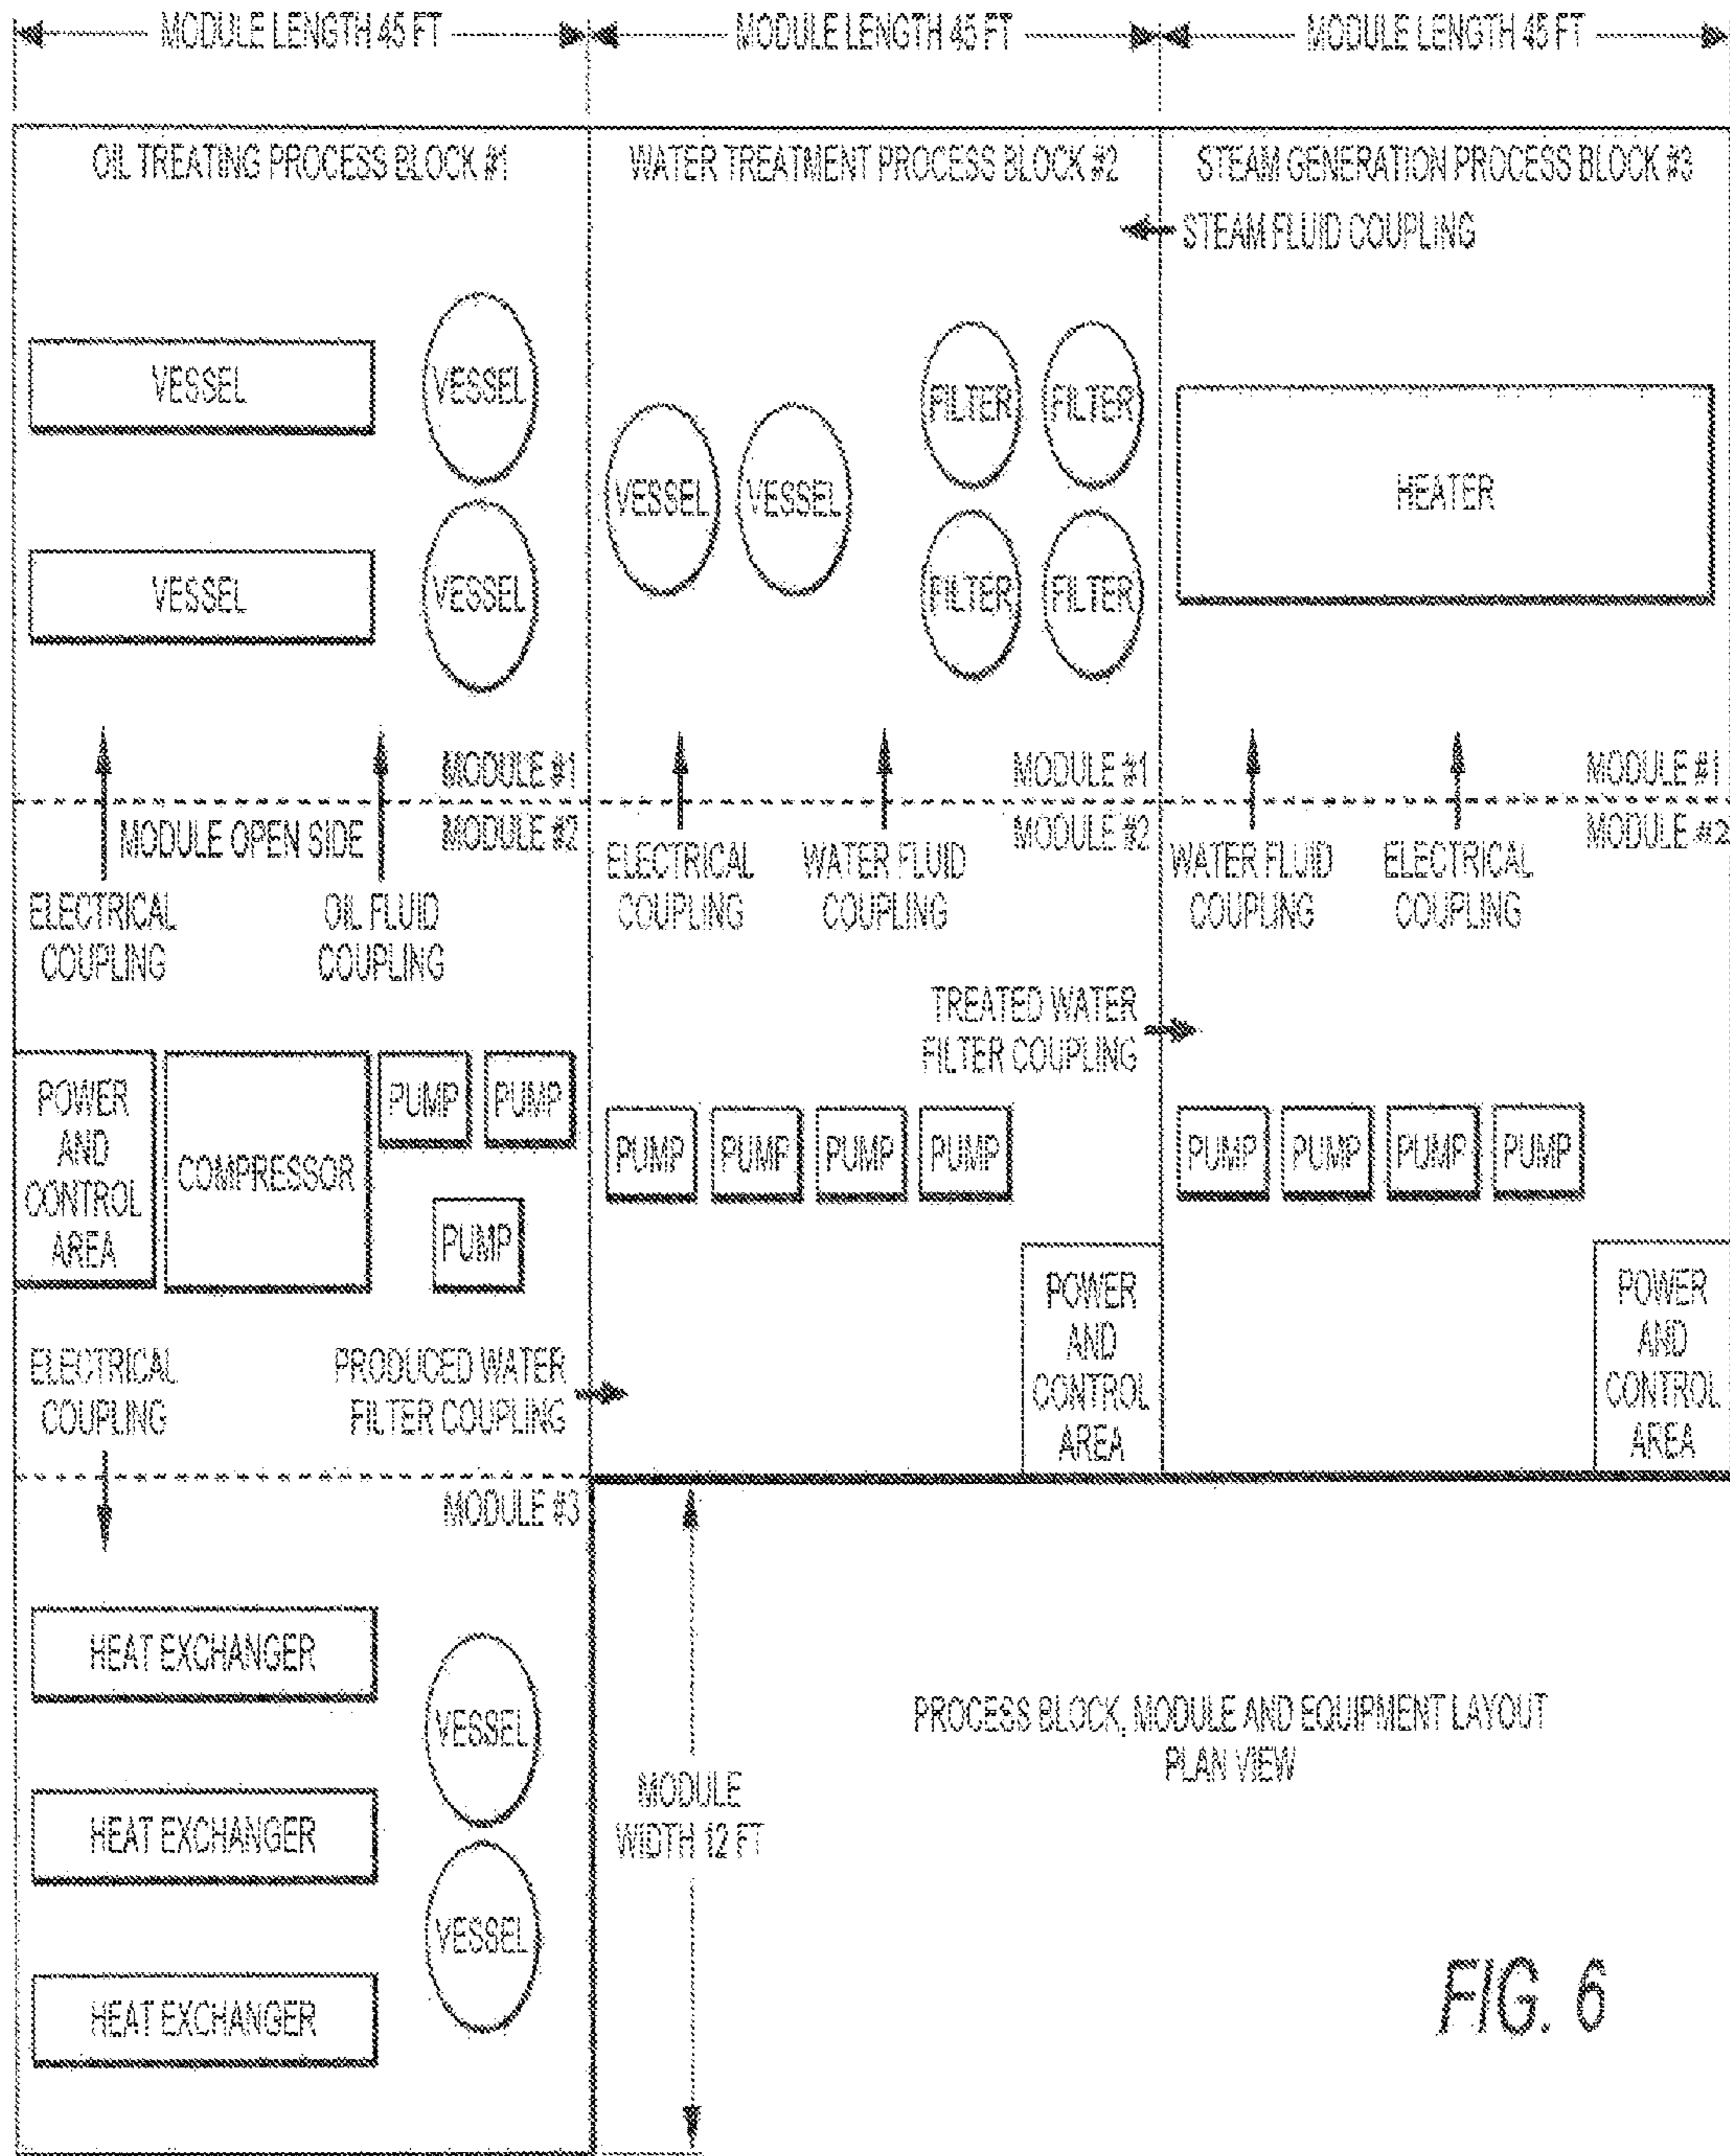 MODULE LENGTH 45 FT
MODULE LENGTH 45 FT
MODULE LENGTH 45 FT
OIL TREATING PROCESS BLOCK #1
WATER TREATMENT PROCESS BLOCK #2
STEAM GENERATION PROCESS BLOCK #3
STEAM FLUID COUPLING
VESSEL
VESSEL
VESSEL
VESSEL
VESSEL
VESSEL
FILTER
FILTER
FILTER
FILTER
HEATER
MODULE #1
MODULE #2
MODULE OPEN SIDE
ELECTRICAL
COUPLING
OIL FLUID
COUPLING
MODULE #1
MODULE #2
ELECTRICAL
COUPLING
WATER FLUID
COUPLING
MODULE #1
MODULE #2
WATER FLUID
COUPLING
ELECTRICAL
COUPLING
TREATED WATER
FILTER COUPLING
POWER
AND
CONTROL
AREA
COMPRESSOR
PUMP
PUMP
PUMP
PUMP
PUMP
PUMP
PUMP
PUMP
PUMP
PUMP
PUMP
POWER
AND
CONTROL
AREA
POWER
AND
CONTROL
AREA
ELECTRICAL
COUPLING
PRODUCED WATER
FILTER COUPLING
MODULE #3
HEAT EXCHANGER
HEAT EXCHANGER
HEAT EXCHANGER
VESSEL
VESSEL
MODULE
WIDTH 12 FT
PROCESS BLOCK, MODULE AND EQUIPMENT LAYOUT
PLAN VIEW
FIG. 6